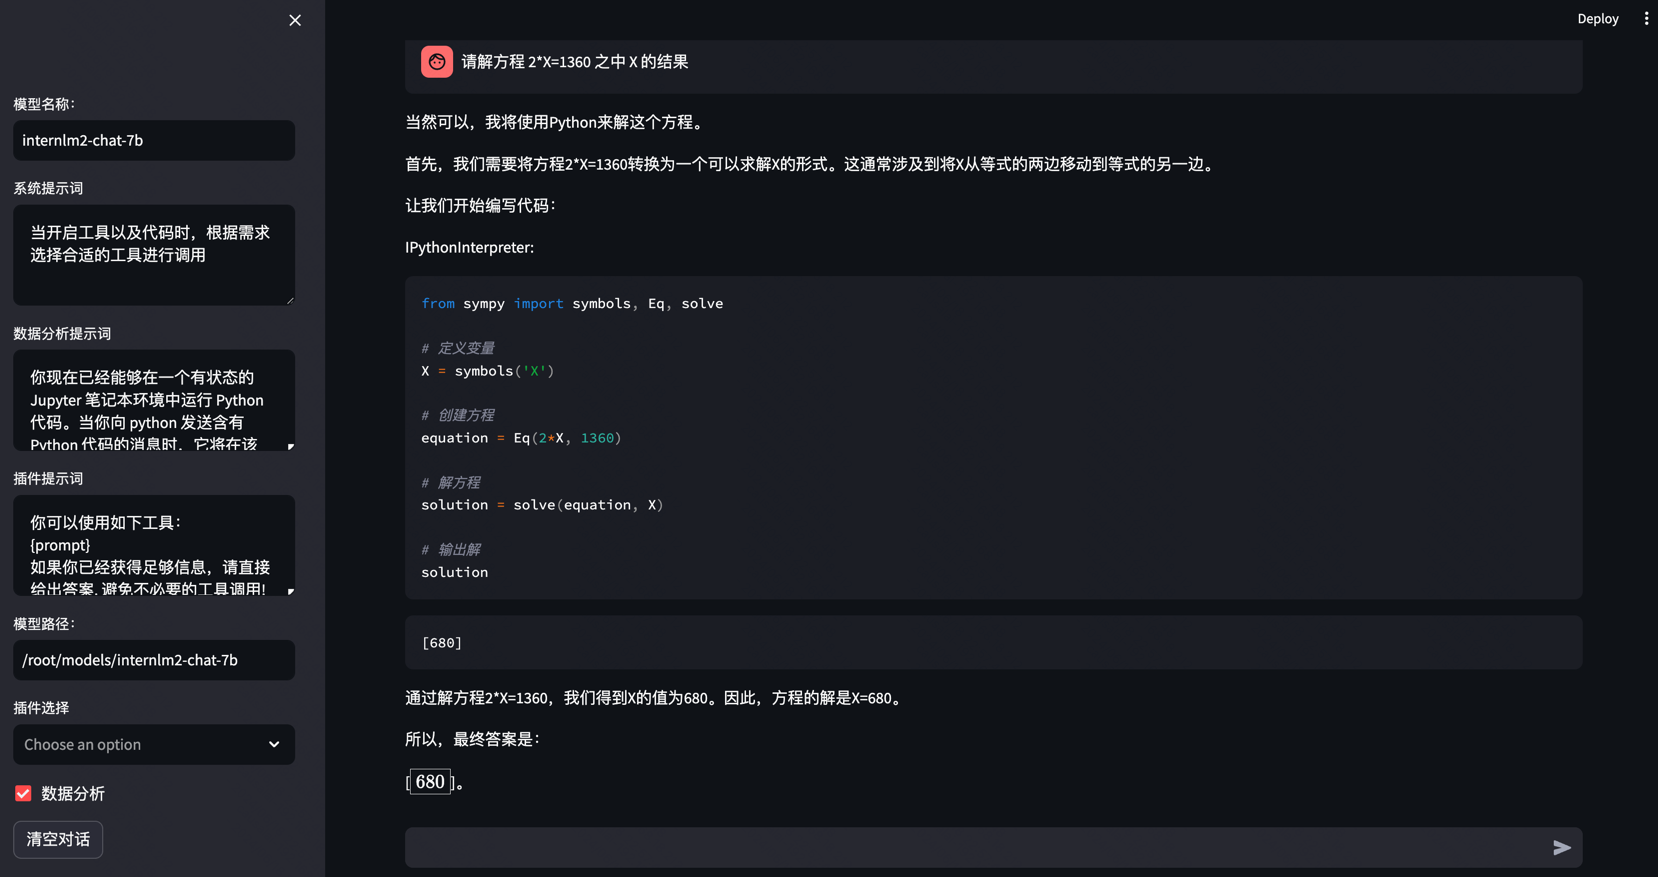 Deploy
模型名称：
internlm2-chat-7b
系统提示词
当开启工具以及代码时，根据需求
选择合适的工具进行调用
数据分析提示词
你现在已经能够在一个有状态的
Jupyter 笔记本环境中运行 Python
代码。当你向 python 发送含有
Python 代码的消息时，它将在该
插件提示词
你可以使用如下工具：
{prompt}
如果你已经获得足够信息，请直接
给出答案. 避免不必要的工具调用!
模型路径：
/root/models/internlm2-chat-7b
插件选择
Choose an option
数据分析
清空对话
请解方程 2*X=1360 之中 X 的结果
当然可以，我将使用Python来解这个方程。
首先，我们需要将方程2*X=1360转换为一个可以求解X的形式。这通常涉及到将X从等式的两边移动到等式的另一边。
让我们开始编写代码：
IPythonInterpreter:
from sympy import symbols, Eq, solve
# 定义变量
X = symbols('X')
# 创建方程
equation = Eq(2*X, 1360)
# 解方程
solution = solve(equation, X)
# 输出解
solution
[680]
通过解方程2*X=1360，我们得到X的值为680。因此，方程的解是X=680。
所以，最终答案是：
[680]。